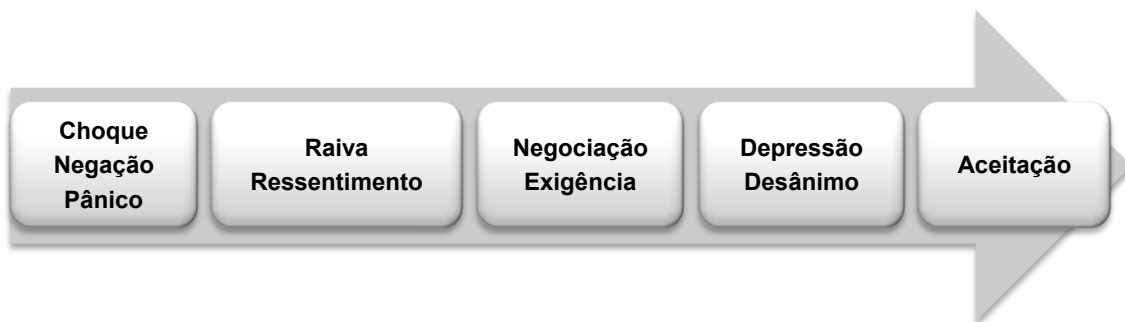 Choque
Negação
Pânico
Raiva
Ressentimento
Negociação
Exigência
Depressão
Desânimo
Aceitação